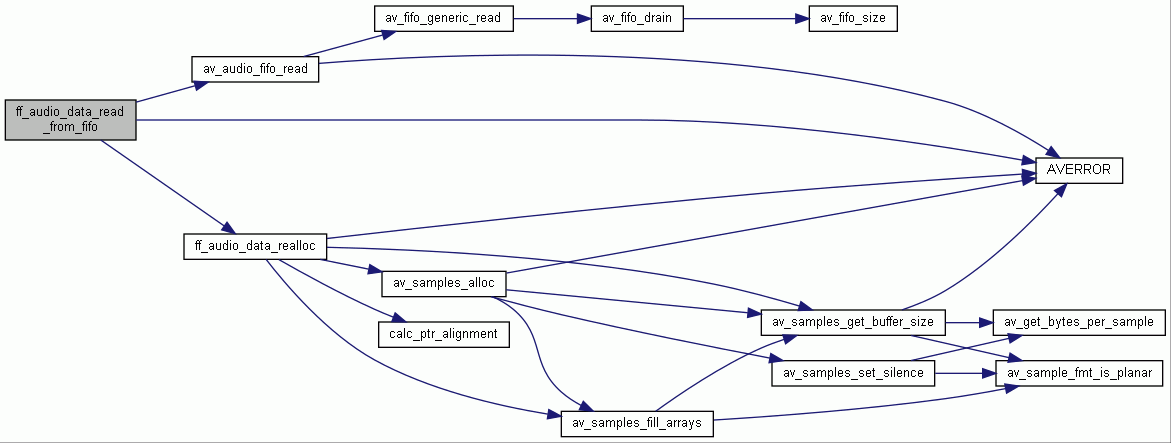 av_fifo_generic_read
av_fifo_drain
av_fifo_size
av_audio_fifo_read
ff_audio_data_read
_from_fifo
AVERROR
ff_audio_data_realloc
av_samples_alloc
av_samples_get_buffer_size
av_get_bytes_per_sample
calc_ptr_alignment
av_samples_set_silence
av_sample_fmt_is_planar
av_samples_fill_arrays